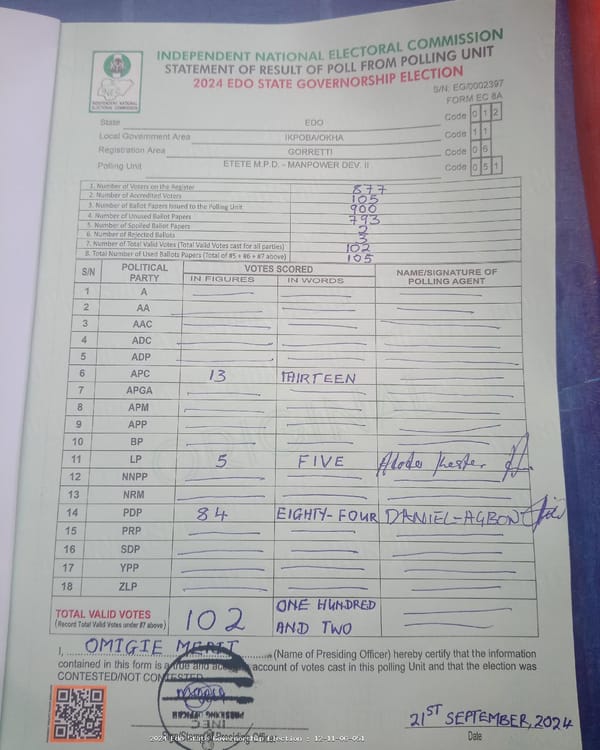 INDEPENDENT NATIONAL ELECTORAL COMMISSION
STATEMENT OF RESULT OF POLL FROM POLLING UNIT
2024 EDO STATE GOVERNORSHIP ELECTION
INEC
INDEPENDENT NATIONAL
ELECTORAL COMMISSION
S/N: EG/0002397
FORM EC 8A
State EDO Code 0 1 2
Local Government Area IKPOBA/OKHA Code 1 1
Registration Area GORRETTI Code 0 6
Polling Unit ETETE M.P.D. - MANPOWER DEV. II Code 0 5 1
1. Number of Voters on the Register 877
2. Number of Accredited Voters 105
3. Number of Ballot Papers Issued to the Polling Unit 900
4. Number of Unused Ballot Papers 793
5. Number of Spoiled Ballot Papers 2
6. Number of Rejected Ballots 3
7. Number of Total Valid Votes (Total Valid Votes cast for all parties) 102
8. Total Number of Used Ballots Papers (Total of #5 + #6 + #7 above) 105
S/N POLITICAL PARTY VOTES SCORED NAME/SIGNATURE OF POLLING AGENT
IN FIGURES IN WORDS
1 A
2 AA
3 AAC
4 ADC
5 ADP
6 APC 13 THIRTEEN
7 APGA
8 APM
9 APP
10 BP
11 LP 5 FIVE
12 NNPP
13 NRM
14 PDP 84 EIGHTY-FOUR DANIEL-AGBON
15 PRP
16 SDP
17 YPP
18 ZLP
TOTAL VALID VOTES 102 ONE HUNDRED AND TWO
(Record Total Valid Votes under #7 above)
I, OMIGIE MERIT (Name of Presiding Officer) hereby certify that the information
contained in this form is a true and account of votes cast in this polling Unit and that the election was
CONTESTED/NOT CONTESTED
INEC
PRESIDING OFFICER
21ST SEPTEMBER, 2024
Date
2024 Edo State Governorship Election : 12-11-06-051